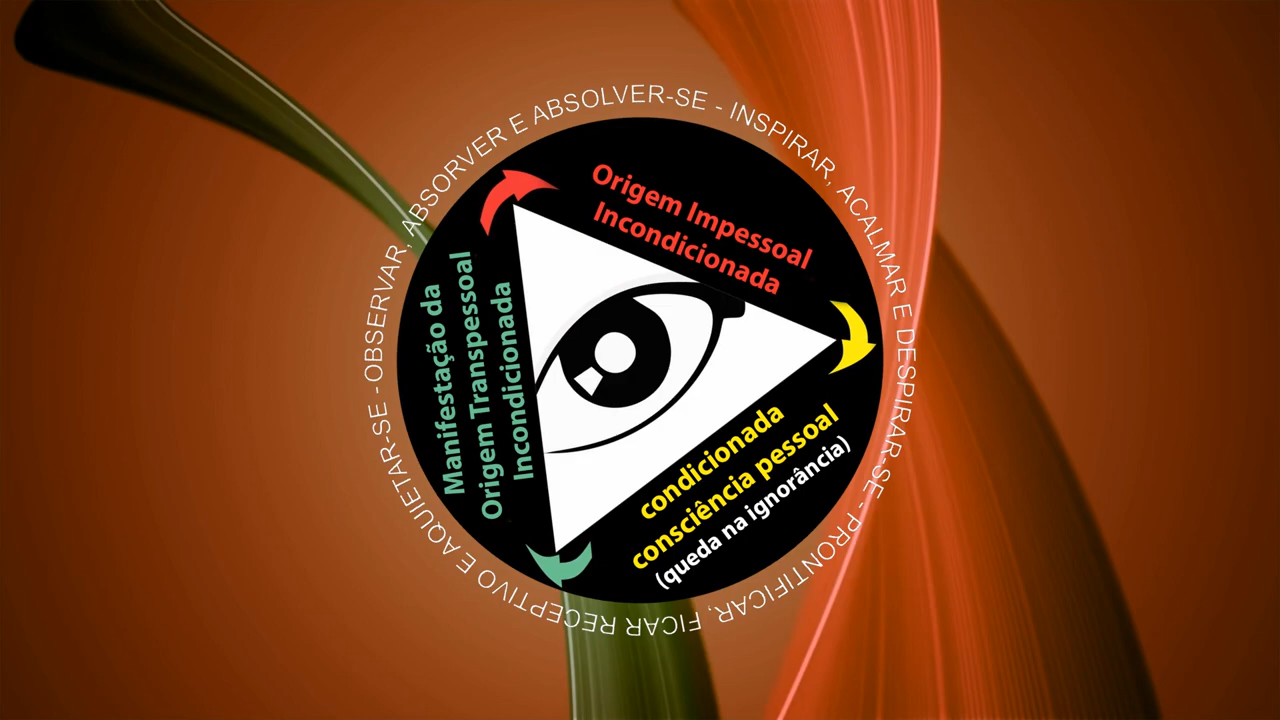 OBSERVAR, ABSORVER E ABSOLVER-SE - INSPIRAR, ACALMAR E DESPIRAR-SE - PRONTIFICAR, FICAR RECEPTIVO E AQUIETAR-SE -
Origem Impessoal
Incondicionada
condicionada
consciência pessoal
(queda na ignorância)
Manifestação da
Origem Transpessoal
Incondicionada